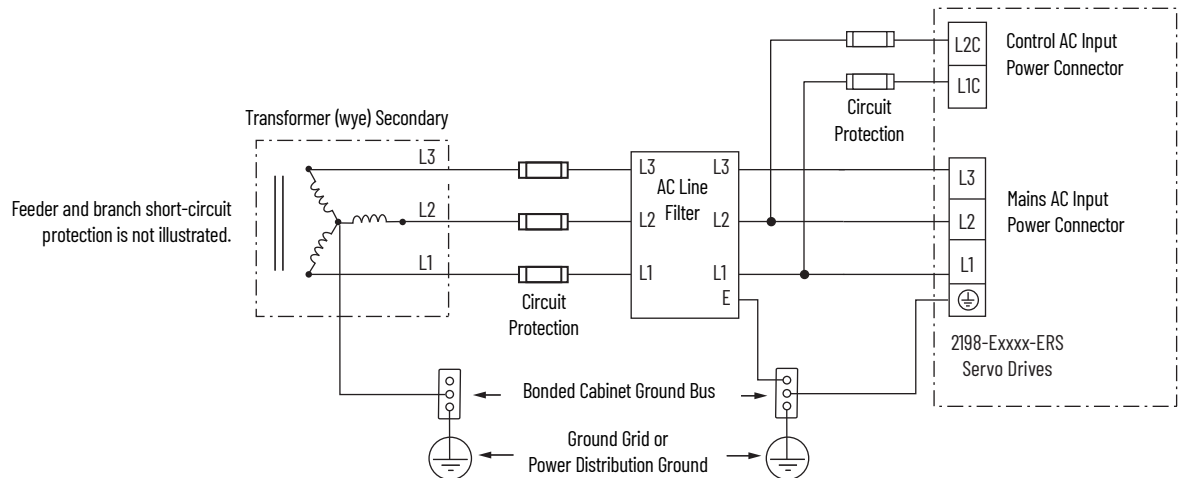 L2C
Control AC Input
Power Connector
L1C
Circuit
Protection
Transformer (wye) Secondary
L3
L3
L3
AC Line
Filter
L3
Mains AC Input
Power Connector
Feeder and branch short-circuit
protection is not illustrated.
L2
L2
L2
L2
L1
L1
L1
L1
E
Circuit
Protection
2198-Exxxx-ERS
Servo Drives
Bonded Cabinet Ground Bus
Ground Grid or
Power Distribution Ground